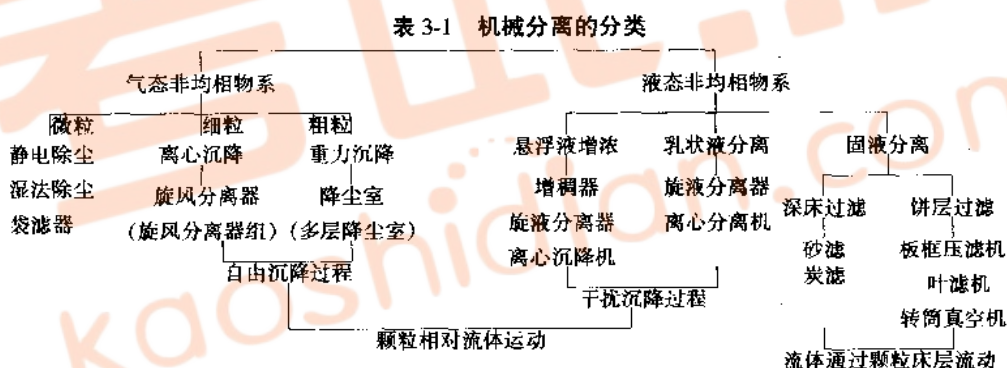 表 3-1 机械分离的分类
气态非均相物系 液态非均相物系
微粒 细粒 粗粒
静电除尘 离心沉降 重力沉降 悬浮液增浓 乳状液分离 固液分离
湿法除尘 旋风分离器 降尘室 增稠器 旋液分离器 深床过滤 饼层过滤
袋滤器 (旋风分离器组) (多层降尘室) 旋液分离器 离心分离机 砂滤 板框压滤机
自由沉降过程 离心沉降机 炭滤 叶滤机
干扰沉降过程 转筒真空机
颗粒相对流体运动 流体通过颗粒床层流动
kaoshidian.com